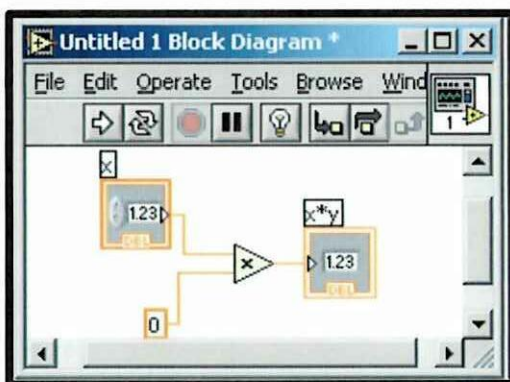 Untitled 1 Block Diagram *
File Edit Operate Tools Browse Wind
1
x
1.23
DBL
x*y
1.23
DBL
0